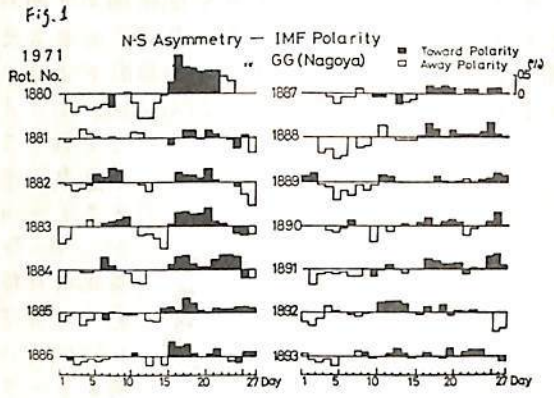 Fig. 1
N-S Asymmetry — IMF Polarity
" GG (Nagoya)
Toward Polarity
Away Polarity
0.5 %
0
1971
Rot. No.
1880
1881
1882
1883
1884
1885
1886
1 5 10 15 20 27 Day
1887
1888
1889
1890
1891
1892
1893
1 5 10 15 20 27 Day